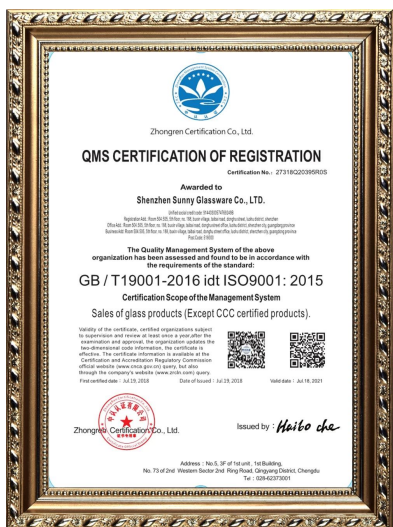 Zhongren Certification Co., Ltd.
QMS CERTIFICATION OF REGISTRATION
Certification No.: 27318Q20395R0S
Awarded to
Shenzhen Sunny Glassware Co., LTD.
The Quality Management System of the above
organization has been assessed and found to be in accordance with
the requirements of the standard:
GB / T19001-2016 idt ISO9001: 2015
Certification Scope of the Management System
Sales of glass products (Except CCC certified products).
Validity of the certificate, certified organizations subject
to supervision and review at least once a year,after the
examination and approval, the organization updates the
two-dimensional code information, the certificate is
effective. The certificate information is available at the
Certification and Accreditation Regulatory Commission
official website (www.cnca.gov.cn) query, but also
through the company's website (www.zrcln.com) query.
First certified date : Jul 19, 2018 Date of Issued : Jul 19, 2018 Valid date : Jul 18, 2021
Zhongren Certification Co., Ltd.
Issued by : Haibo che
Address : No.5, 3F of 1st unit, 1st Building,
No. 73 of 2nd Western Sector 2nd Ring Road, Qingyang District, Chengdu
Tel : 028-62373001